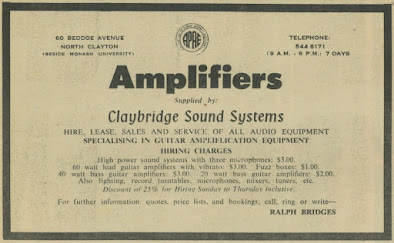 60 BEDDOE AVENUE
NORTH CLAYTON
(BESIDE MONASH UNIVERSITY)
APRE
TELEPHONE:
544 6171
(9 A.M. - 9 P.M.: 7 DAYS
Amplifiers
Supplied by:
Claybridge Sound Systems
HIRE, LEASE, SALES AND SERVICE OF ALL AUDIO EQUIPMENT
SPECIALISING IN GUITAR AMPLIFLICATION EQUIPMENT
HIRING CHARGES
High power sound systems with three microphones: $3.00.
60 watt lead guitar amplifiers with vibrato: $3.00. Fuzz boxes: $1.00.
40 watt bass guitar amplifiers: $3.00. 20 watt bass guitar amplifiers: $2.00.
Also lighting, record turntables, microphones, mixers, tuners, etc.
Discount of 25% for Hiring Sunday to Thursday inclutive.
For further information: quotes, price lists, and bookings; call, ring or write—
RALPH BRIDGES